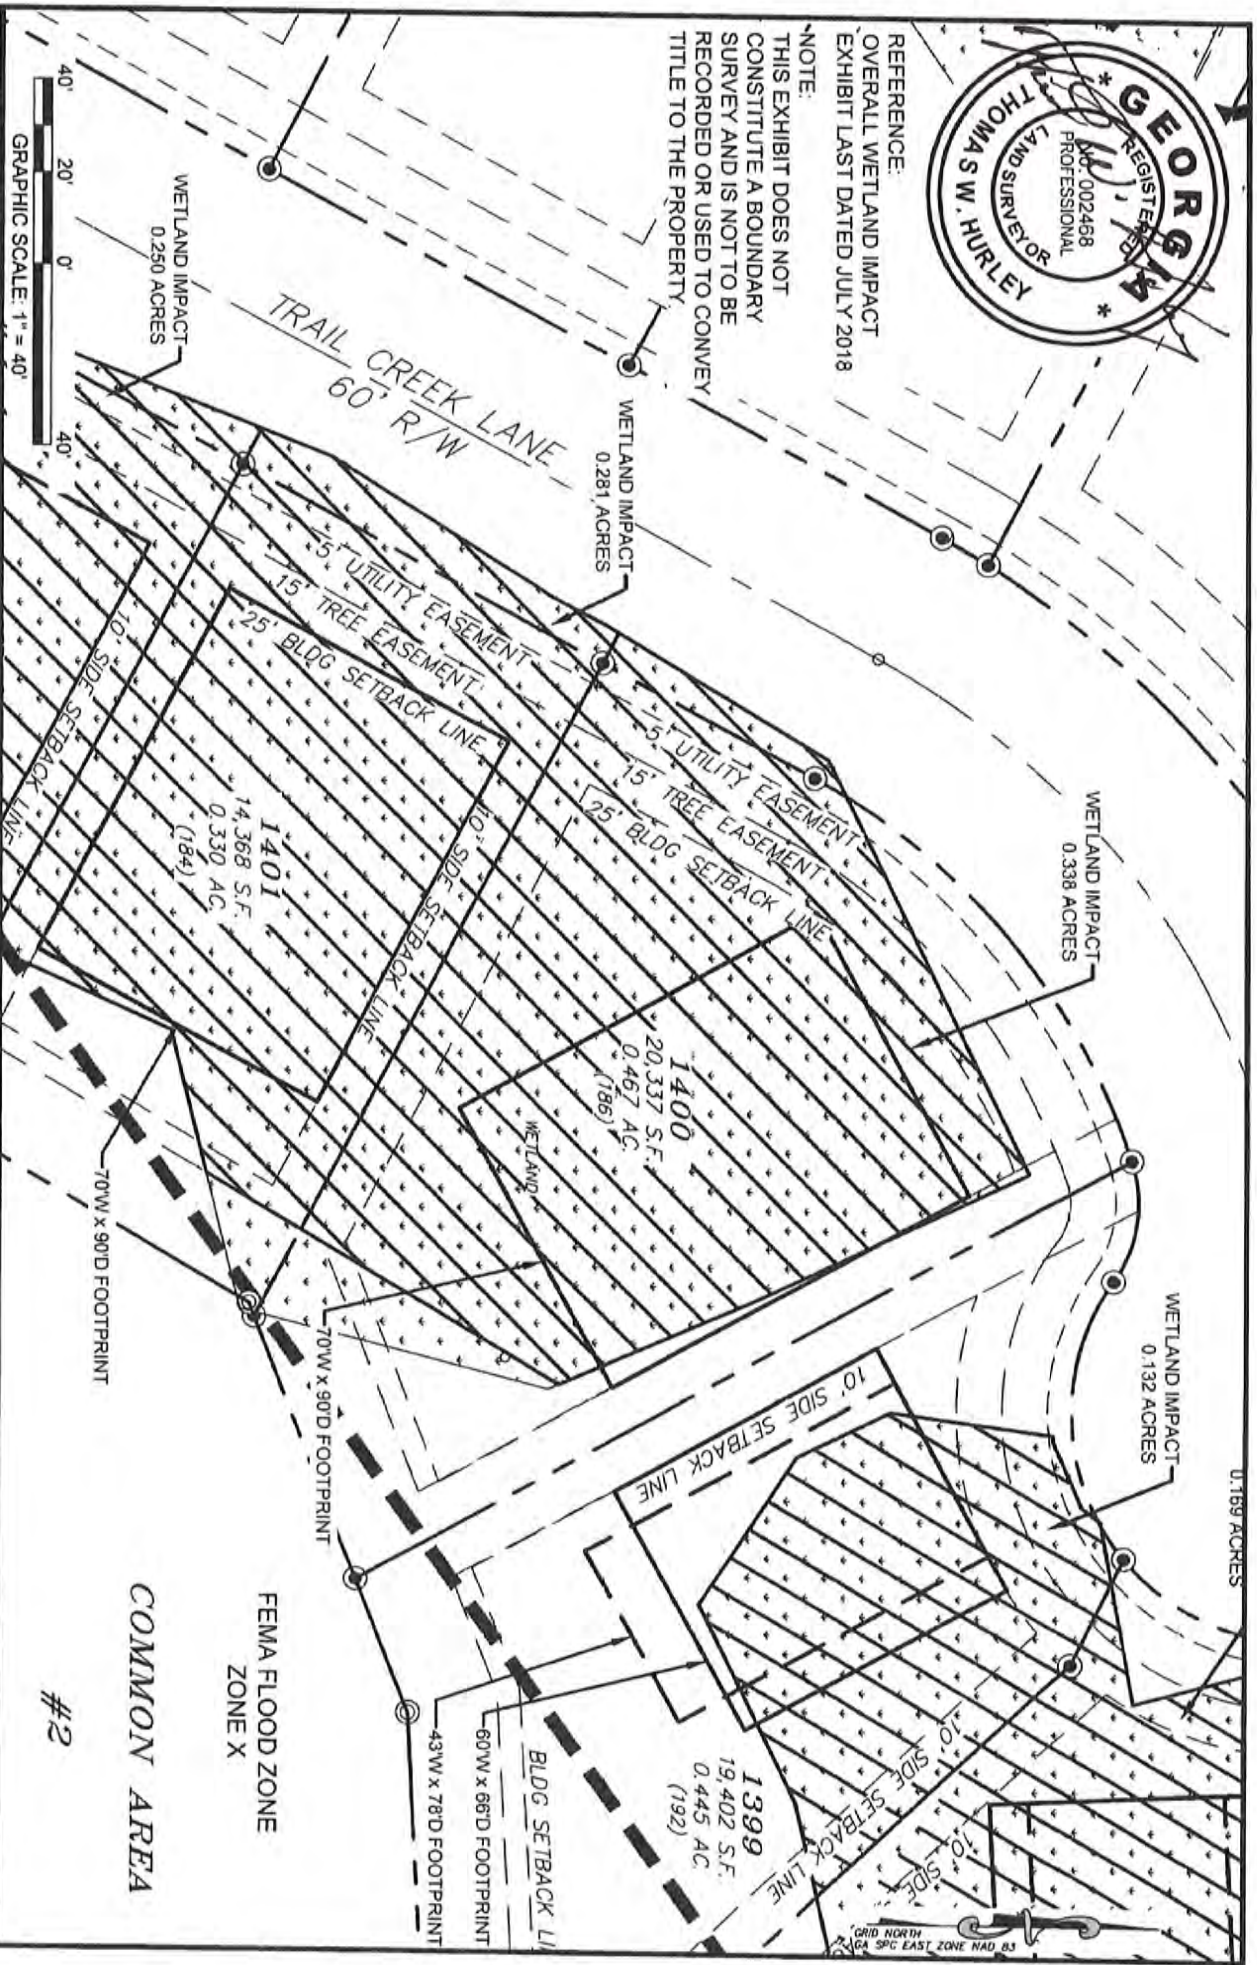 GEORGIA
REGISTERED
No. 002468
PROFESSIONAL
LAND SURVEYOR
THOMAS W. HURLEY
REFERENCE:
OVERALL WETLAND IMPACT
EXHIBIT LAST DATED JULY 2018
NOTE:
THIS EXHIBIT DOES NOT
CONSTITUTE A BOUNDARY
SURVEY AND IS NOT TO BE
RECORDED OR USED TO CONVEY
TITLE TO THE PROPERTY.
40' 20' 0' 40'
GRAPHIC SCALE: 1" = 40'
TRAIL CREEK LANE
60' R/W
WETLAND IMPACT
0.250 ACRES
WETLAND IMPACT
0.281 ACRES
WETLAND IMPACT
0.338 ACRES
WETLAND IMPACT
0.132 ACRES
0.169 ACRES
5' UTILITY EASEMENT
15' TREE EASEMENT
25' BLDG SETBACK LINE
5' UTILITY EASEMENT
15' TREE EASEMENT
25' BLDG SETBACK LINE
10' SIDE SETBACK LINE
10' SIDE SETBACK LINE
1401
14,368 S.F.
0.330 AC.
(184)
1400
20,337 S.F.
0.467 AC.
(186)
WETLAND
10' SIDE SETBACK LINE
10' SIDE SETBACK LINE
10' SIDE
1399
19,402 S.F.
0.445 AC.
(192)
70'W x 90'D FOOTPRINT
70'W x 90'D FOOTPRINT
43'W x 78'D FOOTPRINT
60'W x 66'D FOOTPRINT
BLDG SETBACK LI
FEMA FLOOD ZONE
ZONE X
COMMON AREA
#2
GRID NORTH
GA SPC EAST ZONE NAD 83